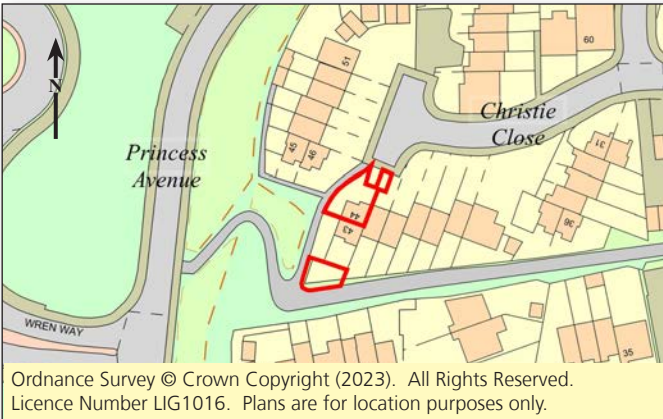 N
51
60
Christie
Close
Princess
Avenue
45
46
31
44
43
36
WREN WAY
35
Ordnance Survey © Crown Copyright (2023). All Rights Reserved.
Licence Number LIG1016. Plans are for location purposes only.